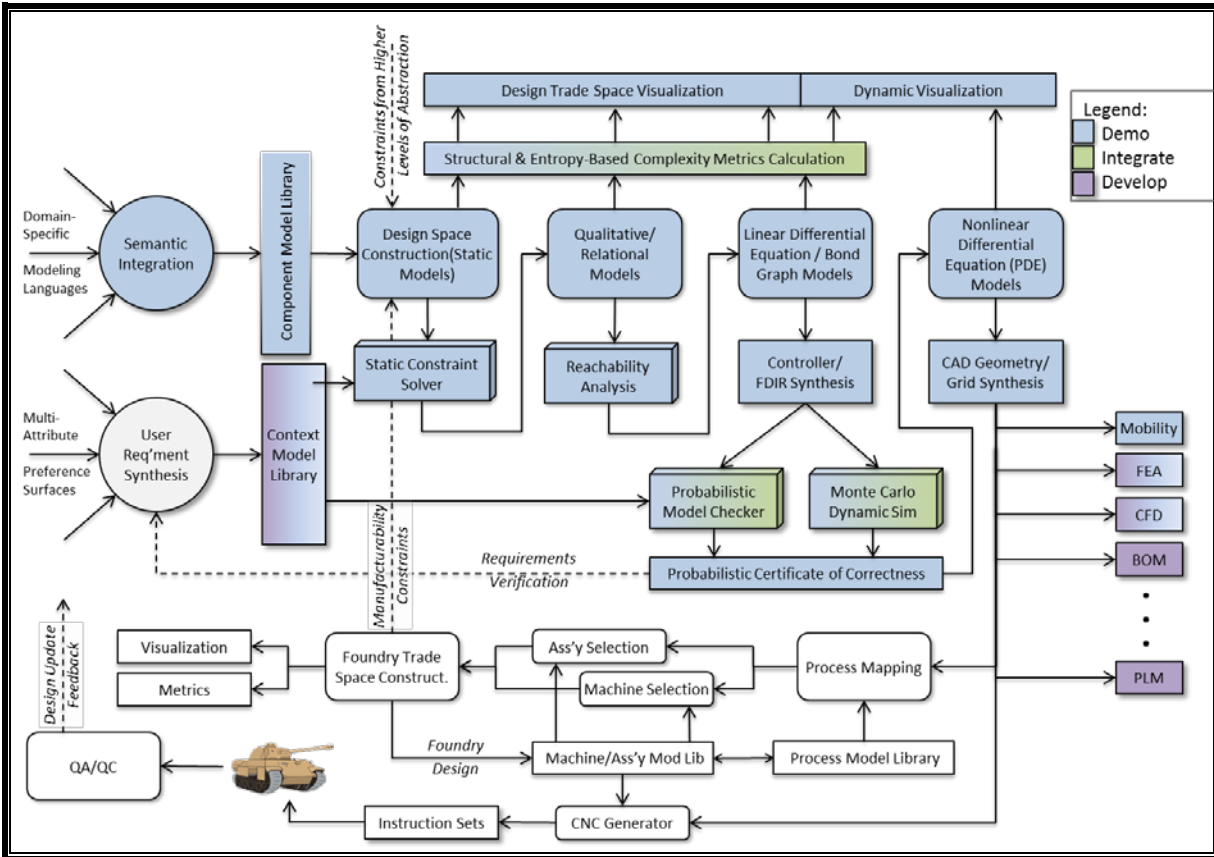 Constraints from Higher
Levels of Abstraction
Design Trade Space Visualization
Dynamic Visualization
Legend:
Demo
Integrate
Develop
Structural & Entropy-Based Complexity Metrics Calculation
Domain-
Specific
Modeling
Languages
Semantic
Integration
Component Model Library
Design Space
Construction(Static
Models)
Qualitative/
Relational
Models
Linear Differential
Equation / Bond
Graph Models
Nonlinear
Differential
Equation (PDE)
Models
Static Constraint
Solver
Reachability
Analysis
Controller/
FDIR Synthesis
CAD Geometry/
Grid Synthesis
Multi-
Attribute
Preference
Surfaces
User
Req'ment
Synthesis
Context
Model
Library
Mobility
FEA
CFD
BOM
PLM
Probabilistic
Model Checker
Monte Carlo
Dynamic Sim
Manufacturability
Constraints
Requirements
Verification
Probabilistic Certificate of Correctness
Design Update
Feedback
Visualization
Metrics
Foundry Trade
Space Construct.
Ass'y Selection
Machine Selection
Process Mapping
QA/QC
Foundry
Design
Machine/Ass'y Mod Lib
Process Model Library
Instruction Sets
CNC Generator